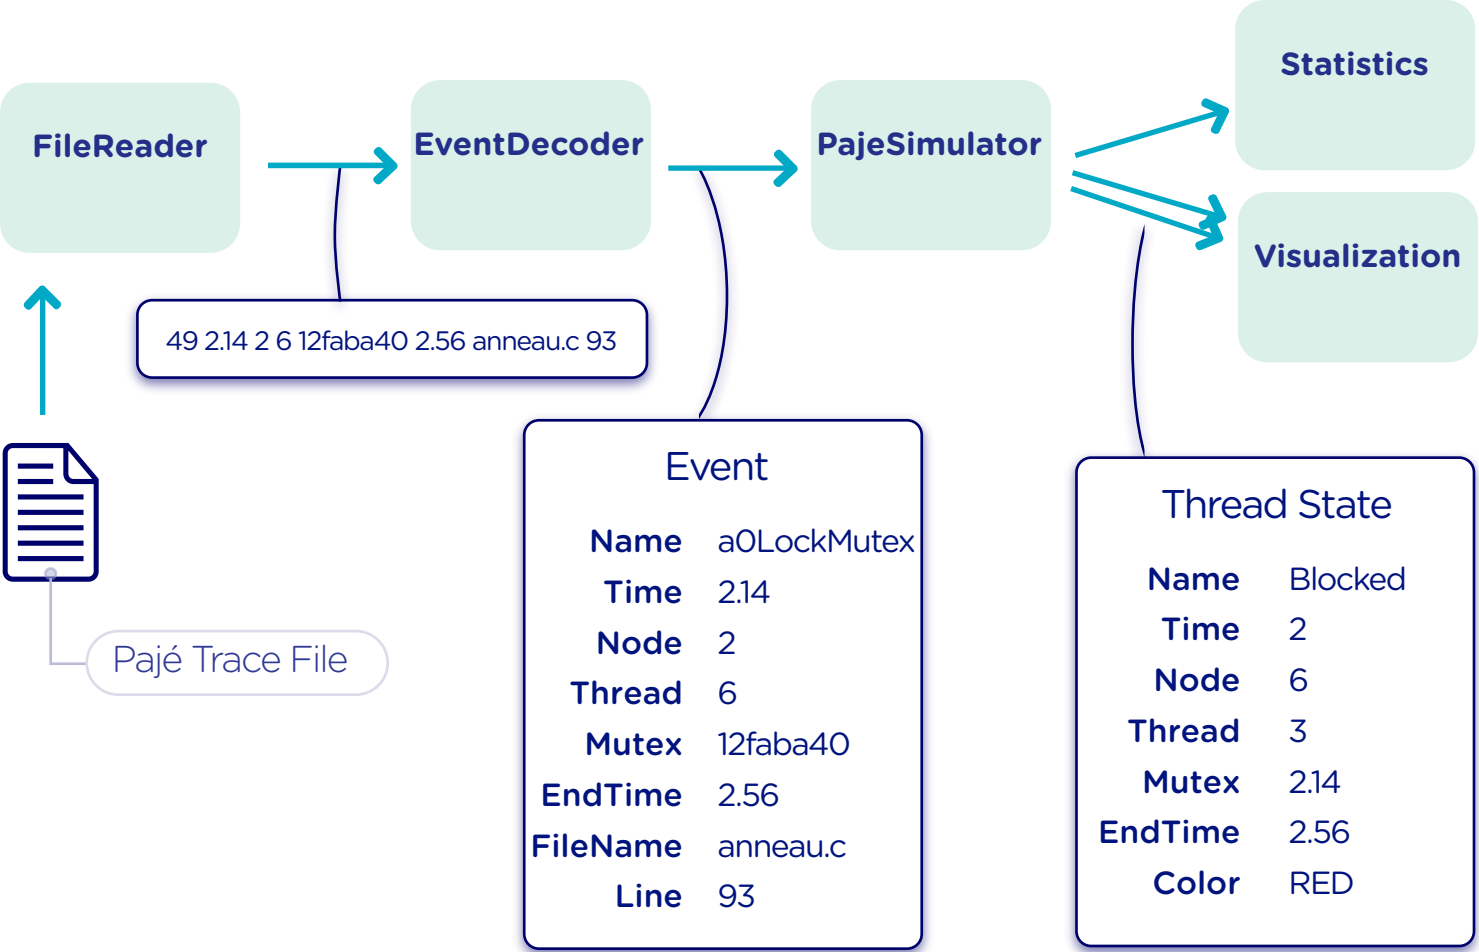 Statistics
FileReader
EventDecoder
PajeSimulator
Visualization
49 2.14 2 6 12faba40 2.56 anneau.c 93
Pajé Trace File
Event
Name a0LockMutex
Time 2.14
Node 2
Thread 6
Mutex 12faba40
EndTime 2.56
FileName anneau.c
Line 93
Thread State
Name Blocked
Time 2
Node 6
Thread 3
Mutex 2.14
EndTime 2.56
Color RED